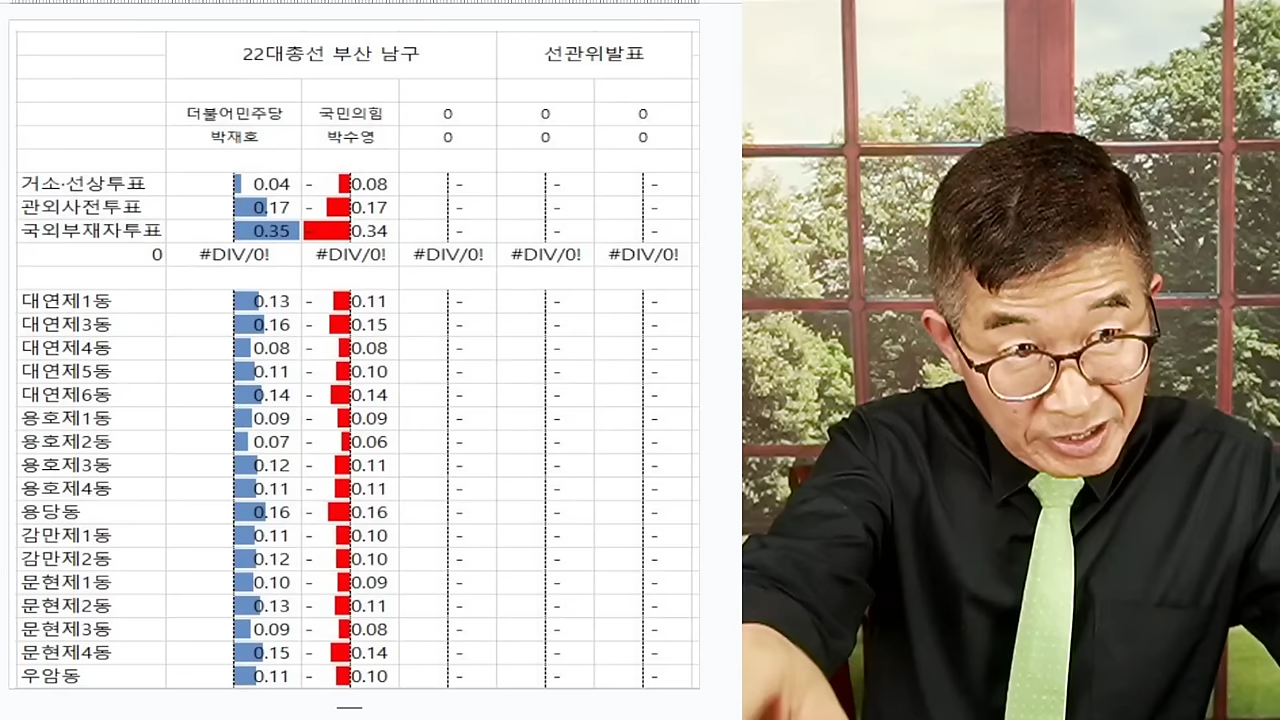 22대총선 부산 남구 선관위발표
더불어민주당 국민의힘 0 0 0
박재호 박수영 0 0 0
거소·선상투표 0.04 - 0.08 - - -
관외사전투표 0.17 - 0.17 - - -
국외부재자투표 0.35 - 0.34 - - -
0 #DIV/0! #DIV/0! #DIV/0! #DIV/0! #DIV/0!
대연제1동 0.13 - 0.11 - - -
대연제3동 0.16 - 0.15 - - -
대연제4동 0.08 - 0.08 - - -
대연제5동 0.11 - 0.10 - - -
대연제6동 0.14 - 0.14 - - -
용호제1동 0.09 - 0.09 - - -
용호제2동 0.07 - 0.06 - - -
용호제3동 0.12 - 0.11 - - -
용호제4동 0.11 - 0.11 - - -
용당동 0.16 - 0.16 - - -
감만제1동 0.11 - 0.10 - - -
감만제2동 0.12 - 0.10 - - -
문현제1동 0.10 - 0.09 - - -
문현제2동 0.13 - 0.11 - - -
문현제3동 0.09 - 0.08 - - -
문현제4동 0.15 - 0.14 - - -
우암동 0.11 - 0.10 - - -